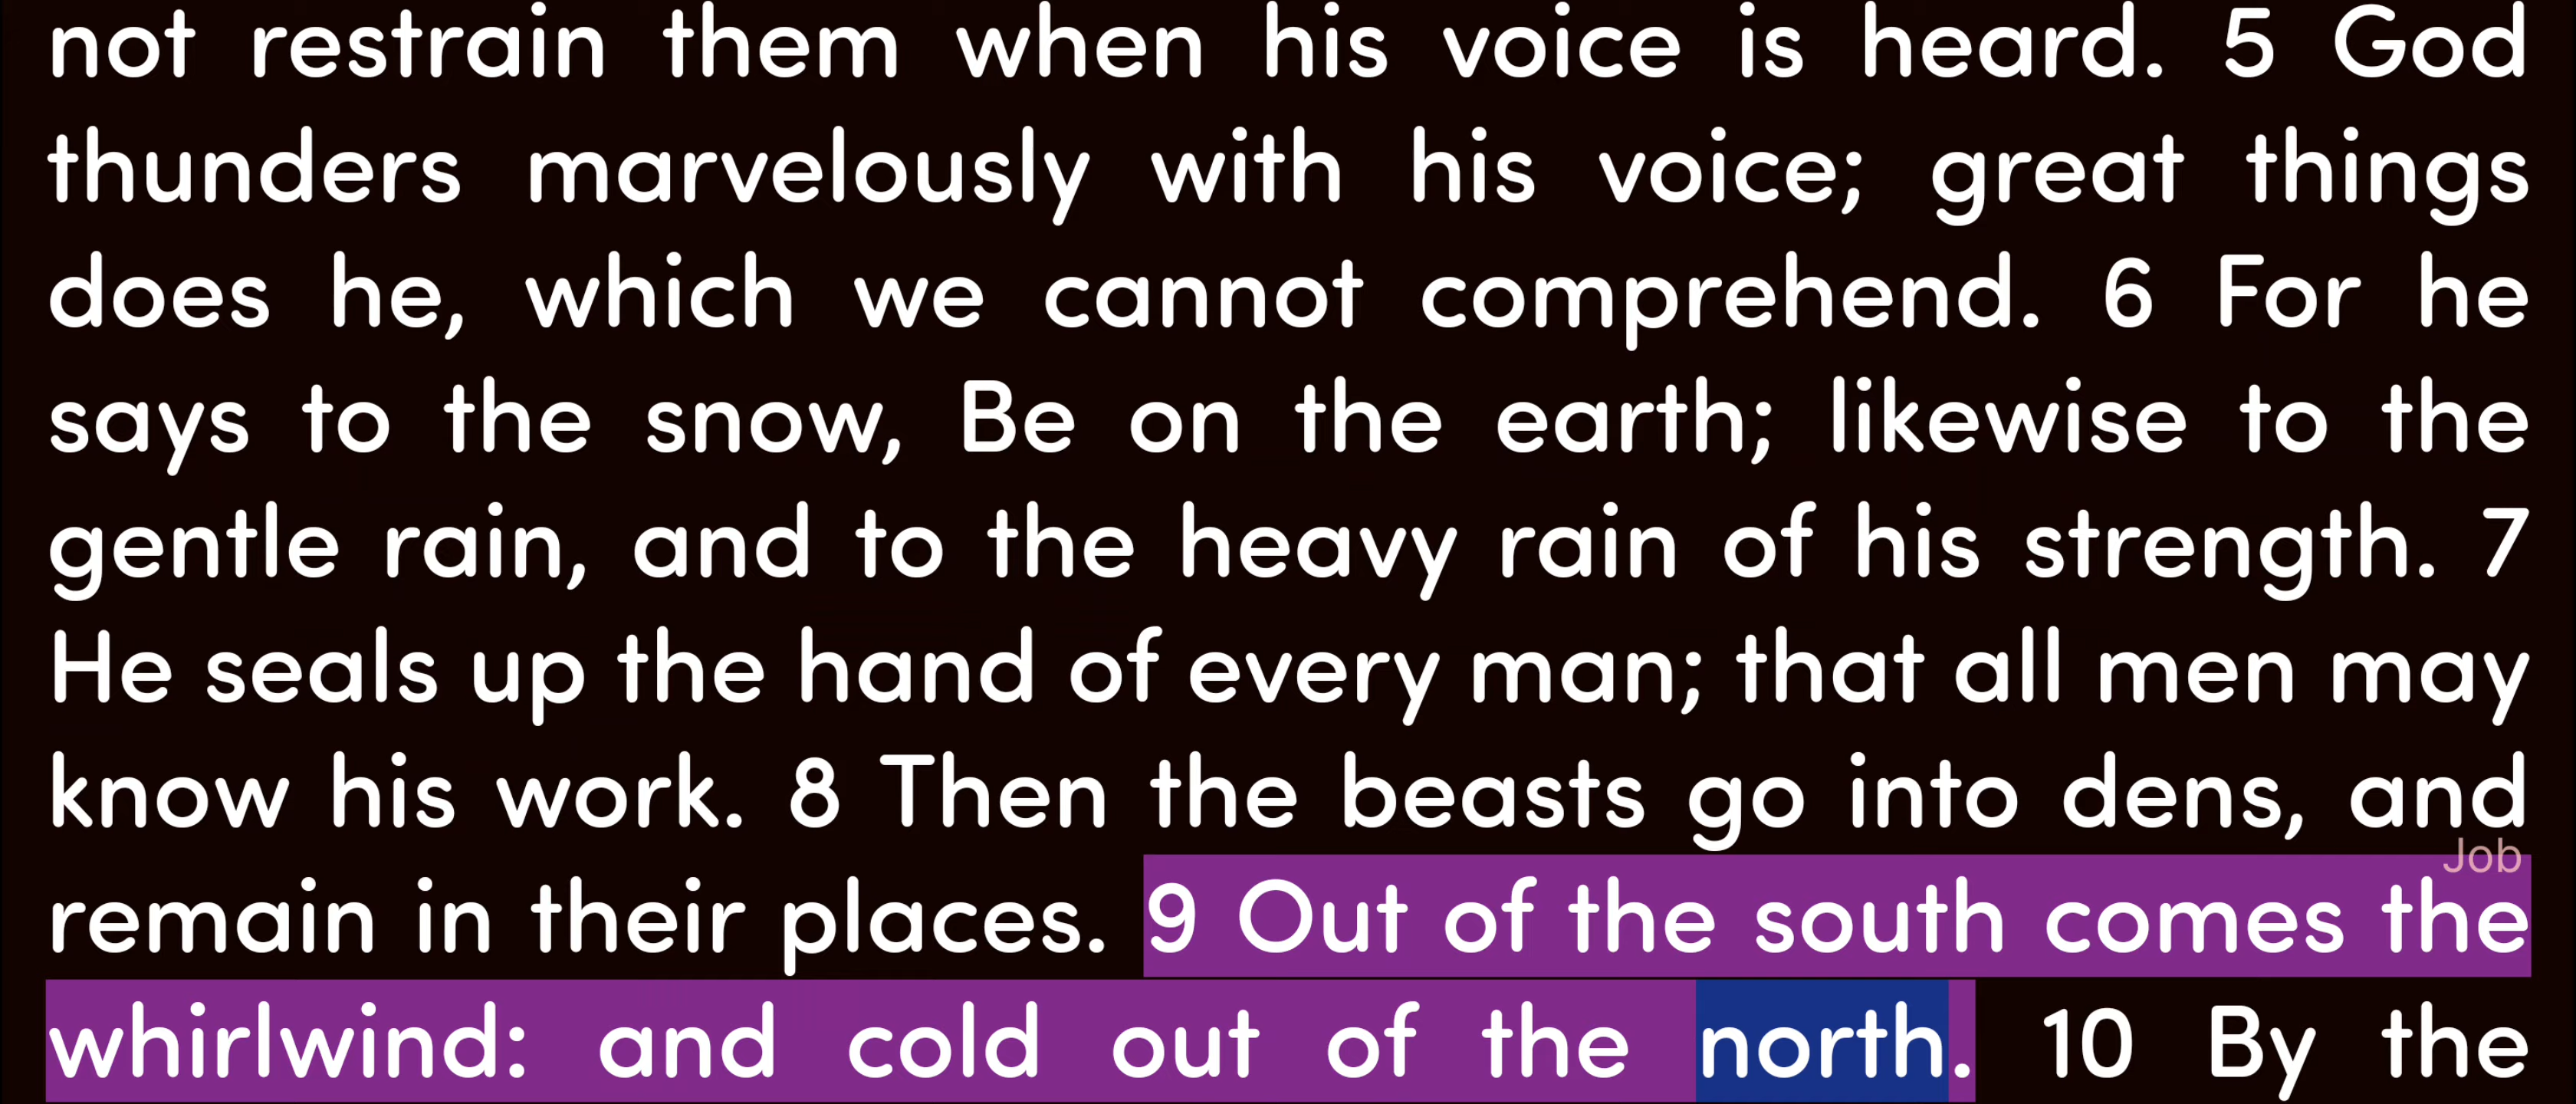 not restrain them when his voice is heard. 5 God
thunders marvelously with his voice; great things
does he, which we cannot comprehend. 6 For he
says to the snow, Be on the earth; likewise to the
gentle rain, and to the heavy rain of his strength. 7
He seals up the hand of every man; that all men may
know his work. 8 Then the beasts go into dens, and
Job
remain in their places. 9 Out of the south comes the
whirlwind: and cold out of the north. 10 By the